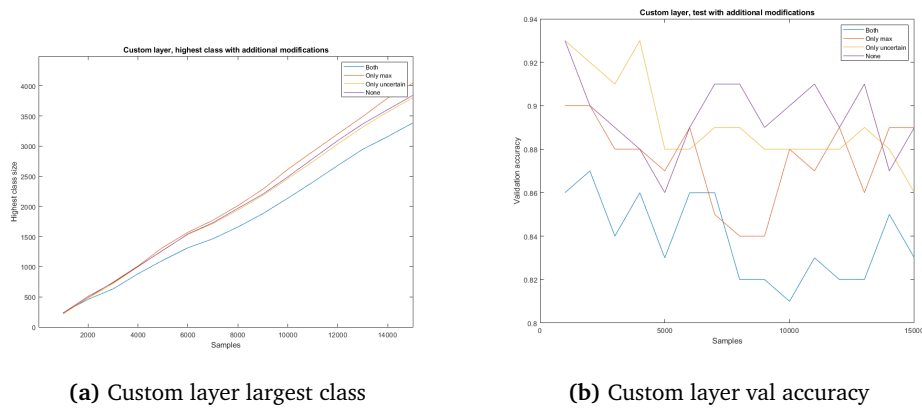 Custom layer, highest class with additional modifications
Both
Only max
Only uncertain
None
4000
3500
3000
2500
2000
1500
1000
500
0
Highest class size
2000 4000 6000 8000 10000 12000 14000
Samples
(a) Custom layer largest class
Custom layer, test with additional modifications
Both
Only max
Only uncertain
None
0.94
0.92
0.9
0.88
0.86
0.84
0.82
0.8
Validation accuracy
0 5000 10000 15000
Samples
(b) Custom layer val accuracy